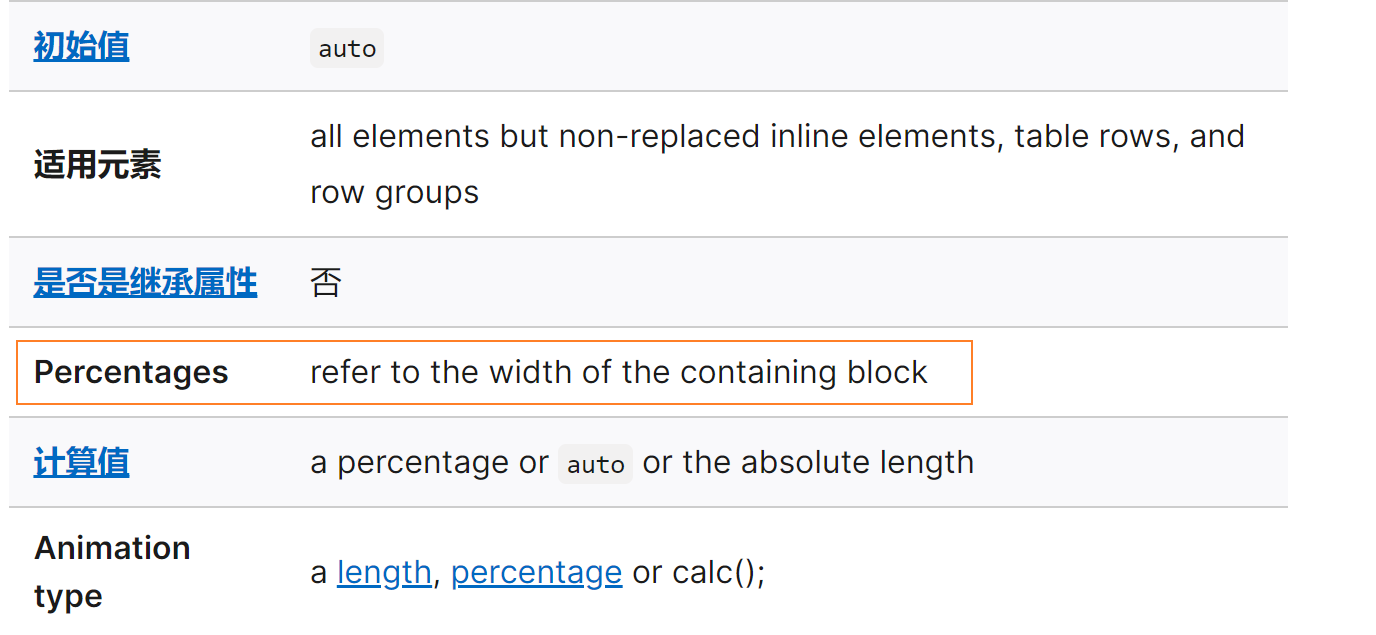 初始值 auto
适用元素 all elements but non-replaced inline elements, table rows, and
row groups
是否是继承属性 否
Percentages refer to the width of the containing block
计算值 a percentage or auto or the absolute length
Animation
type a length, percentage or calc();